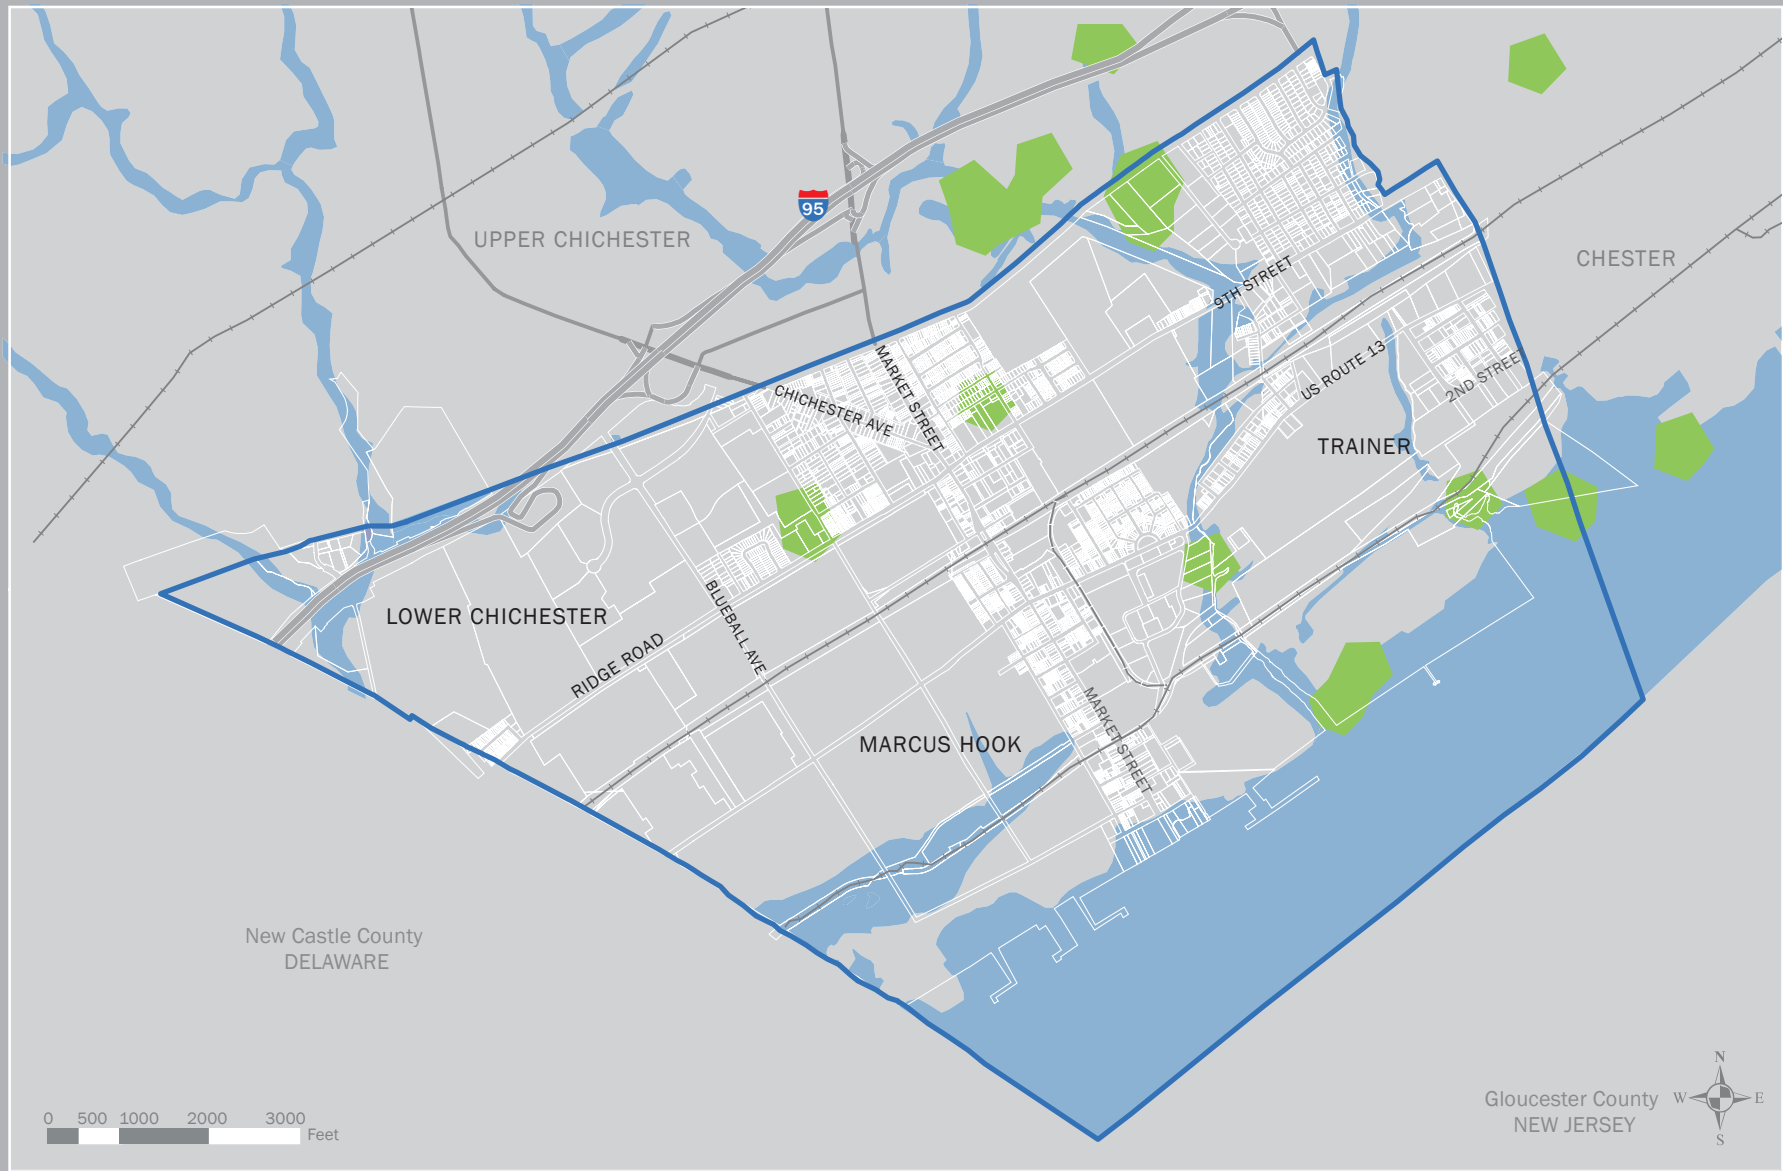 95
UPPER CHICHESTER
CHESTER
9TH STREET
MARKET STREET
CHICHESTER AVE
US ROUTE 13
2ND STREET
TRAINER
LOWER CHICHESTER
RIDGE ROAD
BLUEBALL AVE
MARCUS HOOK
MARKET STREET
New Castle County
DELAWARE
0 500 1000 2000 3000
Feet
Gloucester County
NEW JERSEY
N
W E
S